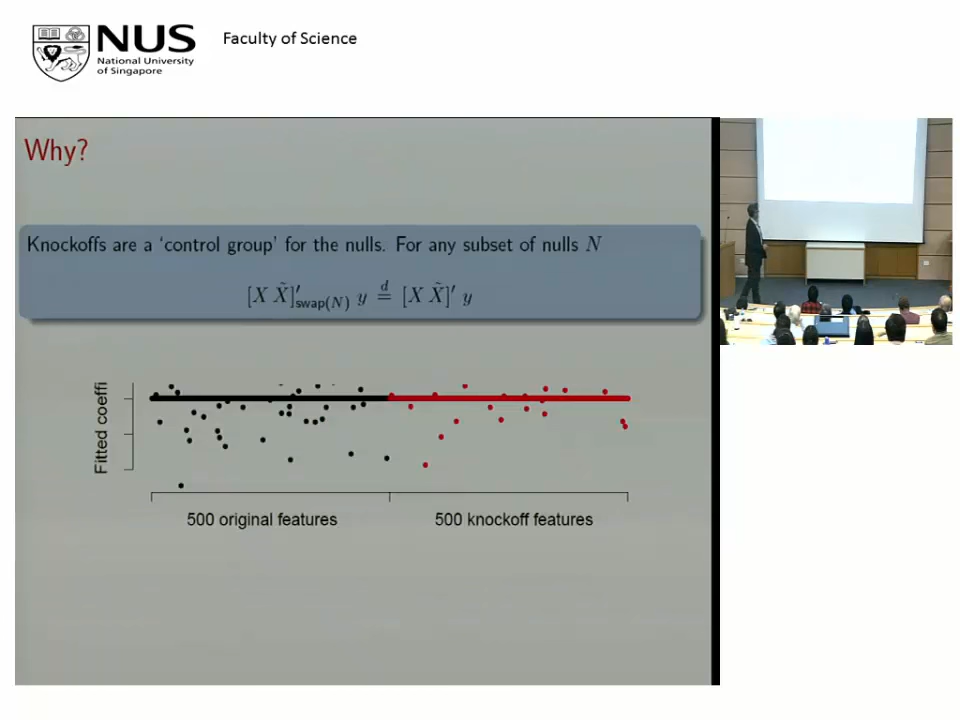 NUS
National University
of Singapore
Faculty of Science
Why?
Knockoffs are a ‘control group’ for the nulls. For any subset of nulls N
[X X̃]′swap(N) y =ᵈ [X X̃]′ y
Fitted coeffi
500 original features
500 knockoff features